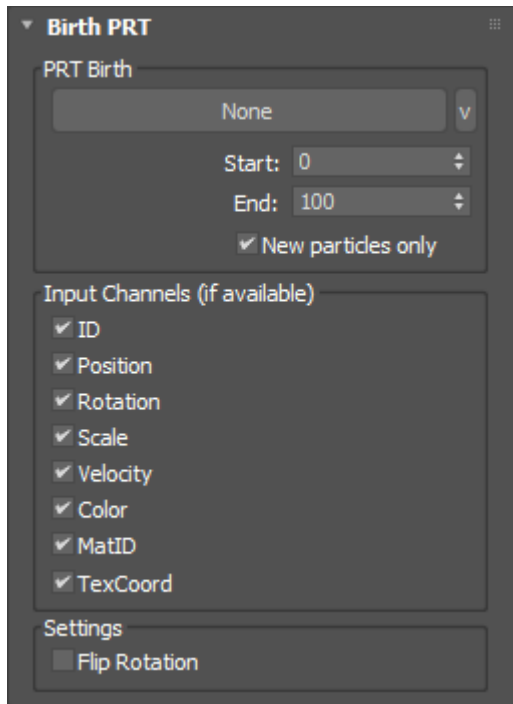 Birth PRT
PRT Birth
None v
Start: 0
End: 100
New particles only
Input Channels (if available)
ID
Position
Rotation
Scale
Velocity
Color
MatID
TexCoord
Settings
Flip Rotation